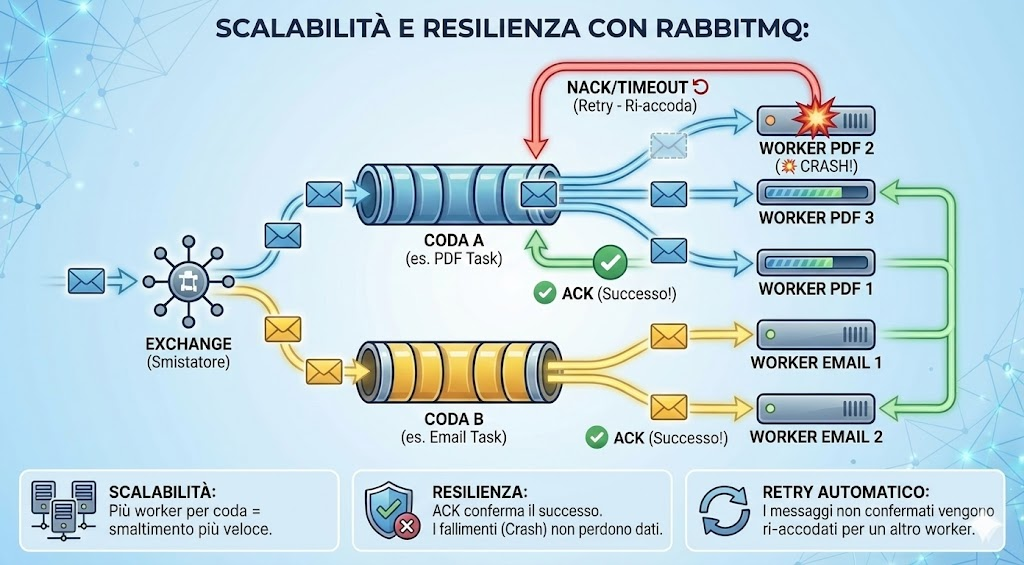 SCALABILITÀ E RESILIENZA CON RABBITMQ:
NACK/TIMEOUT
(Retry - Ri-accoda)
WORKER PDF 2
(CRASH!)
WORKER PDF 3
CODA A
(es. PDF Task)
WORKER PDF 1
ACK (Successo!)
EXCHANGE
(Smistatore)
WORKER EMAIL 1
CODA B
(es. Email Task)
ACK (Successo!)
WORKER EMAIL 2
SCALABILITÀ:
Più worker per coda =
smaltimento più veloce.
RESILIENZA:
ACK conferma il successo.
I fallimenti (Crash) non perdono dati.
RETRY AUTOMATICO:
I messaggi non confermati vengono
ri-accodati per un altro worker.